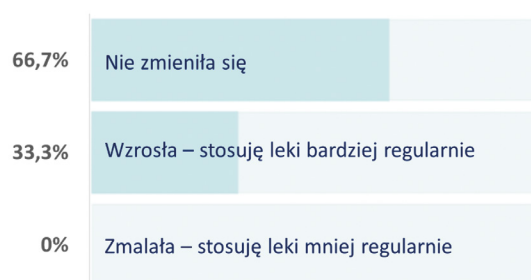 66,7% Nie zmieniła się
33,3% Wzrosła – stosuję leki bardziej regularnie
0% Zmalała – stosuję leki mniej regularnie